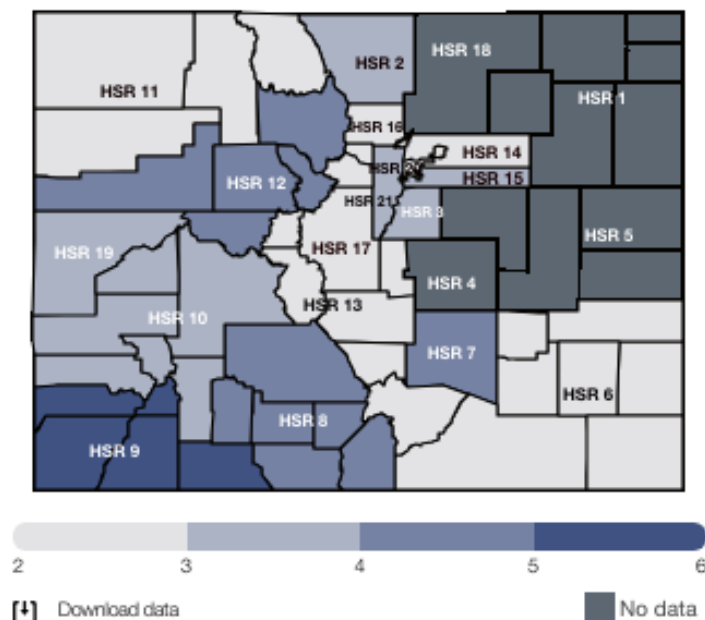 HSR 18
HSR 2
HSR 11
HSR 1
HSR 16
HSR 14
HSR 15
HSR 12
HSR 21
HSR 3
HSR 5
HSR 17
HSR 19
HSR 4
HSR 13
HSR 10
HSR 7
HSR 6
HSR 8
HSR 9
2 3 4 5 6
Download data
No data